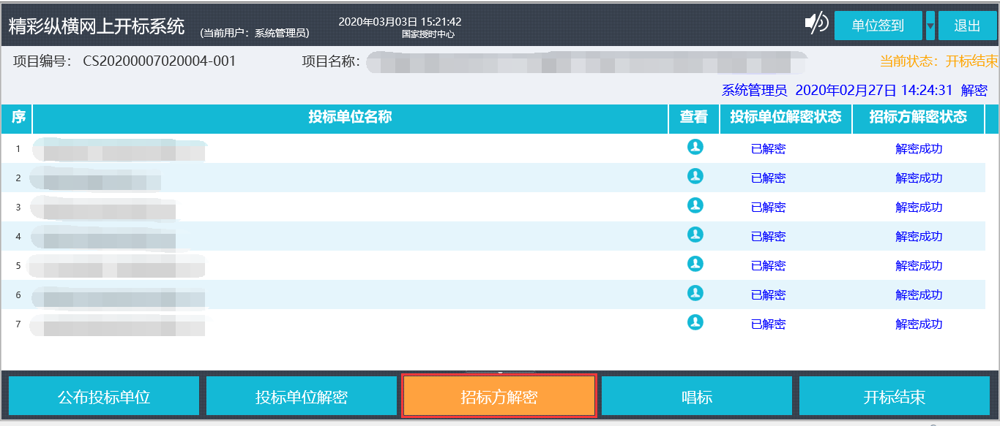 精彩纵横网上开标系统 (当前用户：系统管理员) 2020年03月03日 15:21:42 单位签到 退出
国家授时中心
项目编号： CS20200007020004-001 项目名称： 当前状态：开标结束
系统管理员 2020年02月27日 14:24:31 解密
序 投标单位名称 查看 投标单位解密状态 招标方解密状态
1 已解密 解密成功
2 已解密 解密成功
3 已解密 解密成功
4 已解密 解密成功
5 已解密 解密成功
6 已解密 解密成功
7 已解密 解密成功
公布投标单位 投标单位解密 招标方解密 唱标 开标结束